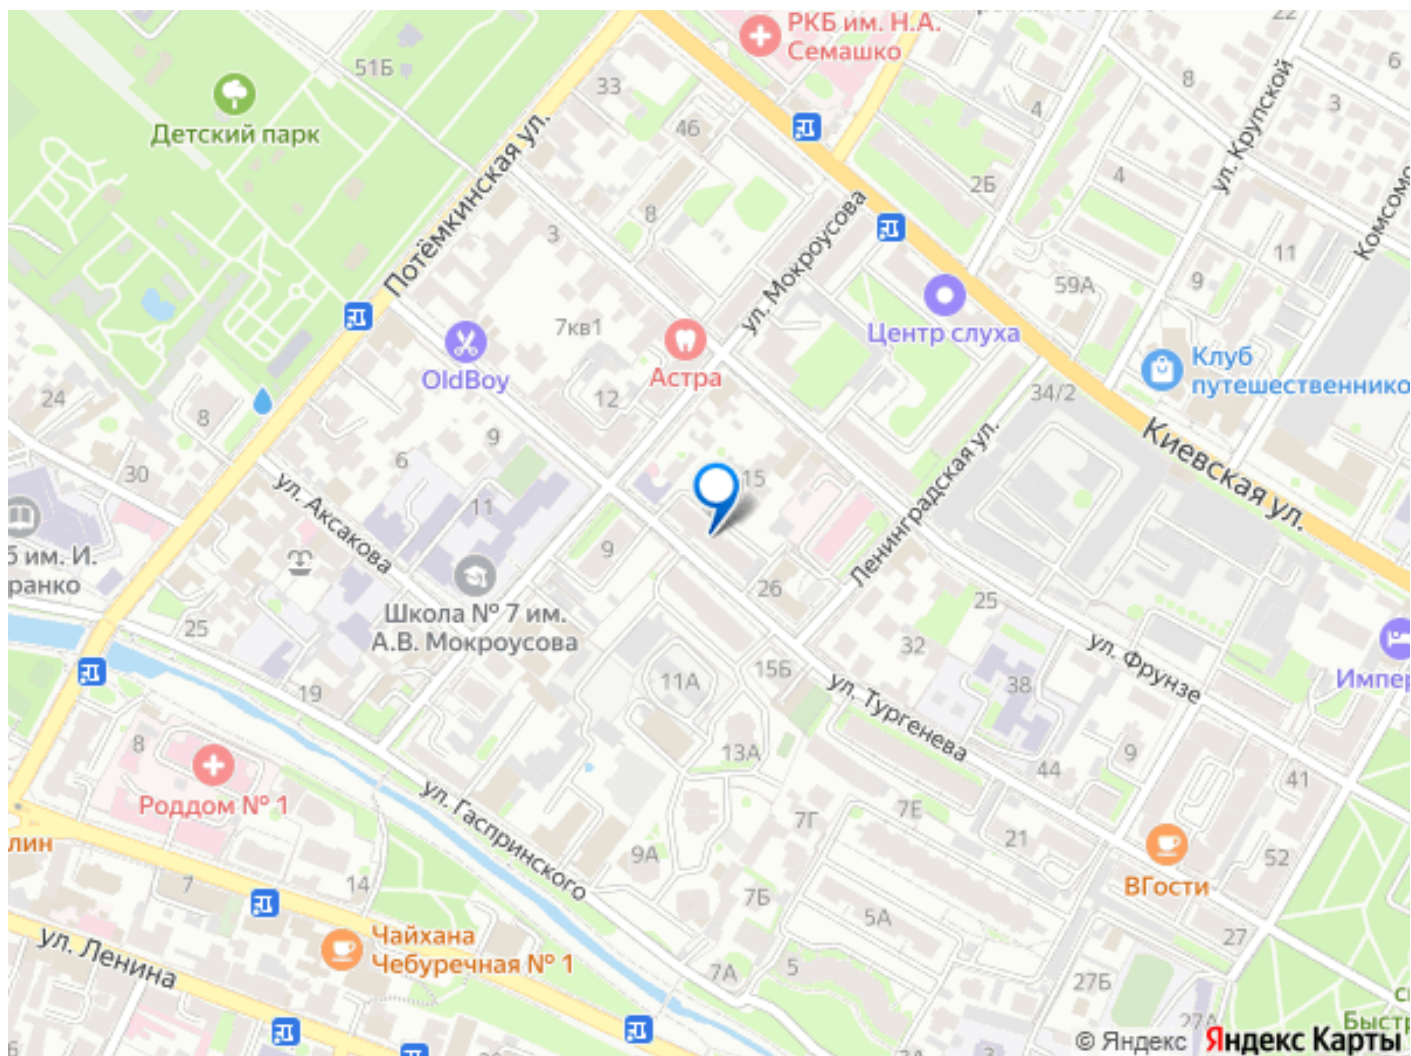 РКБ им. Н.А.
Семашко
22
6
51Б
8
ул. Крупской
33
3
Детский парк
4
46
Потёмкинская ул.
2Б
4
8
ул. Мокроусова
3
11
9
59А
7кв1
Центр слуха
Клуб
путешественнико
OldBoy
Астра
34/2
24
12
8
9
Киевская ул.
6
30
15
ул. Аксакова
11
Ленинградская ул.
9
Школа № 7 им.
А.В. Мокроусова
26
25
25
32
ул. Фрунзе
15Б
11А
38
ул. Тургенева
19
8
13А
9
44
41
Роддом № 1
ул. Гаспринского
7Г
7Е
21
лин
9А
52
7
14
ВГости
7Б
5А
27
ул. Ленина
Чайхана
Чебуречная № 1
7А
5
27Б
27А
Быстр
© Яндекс Яндекс Карты